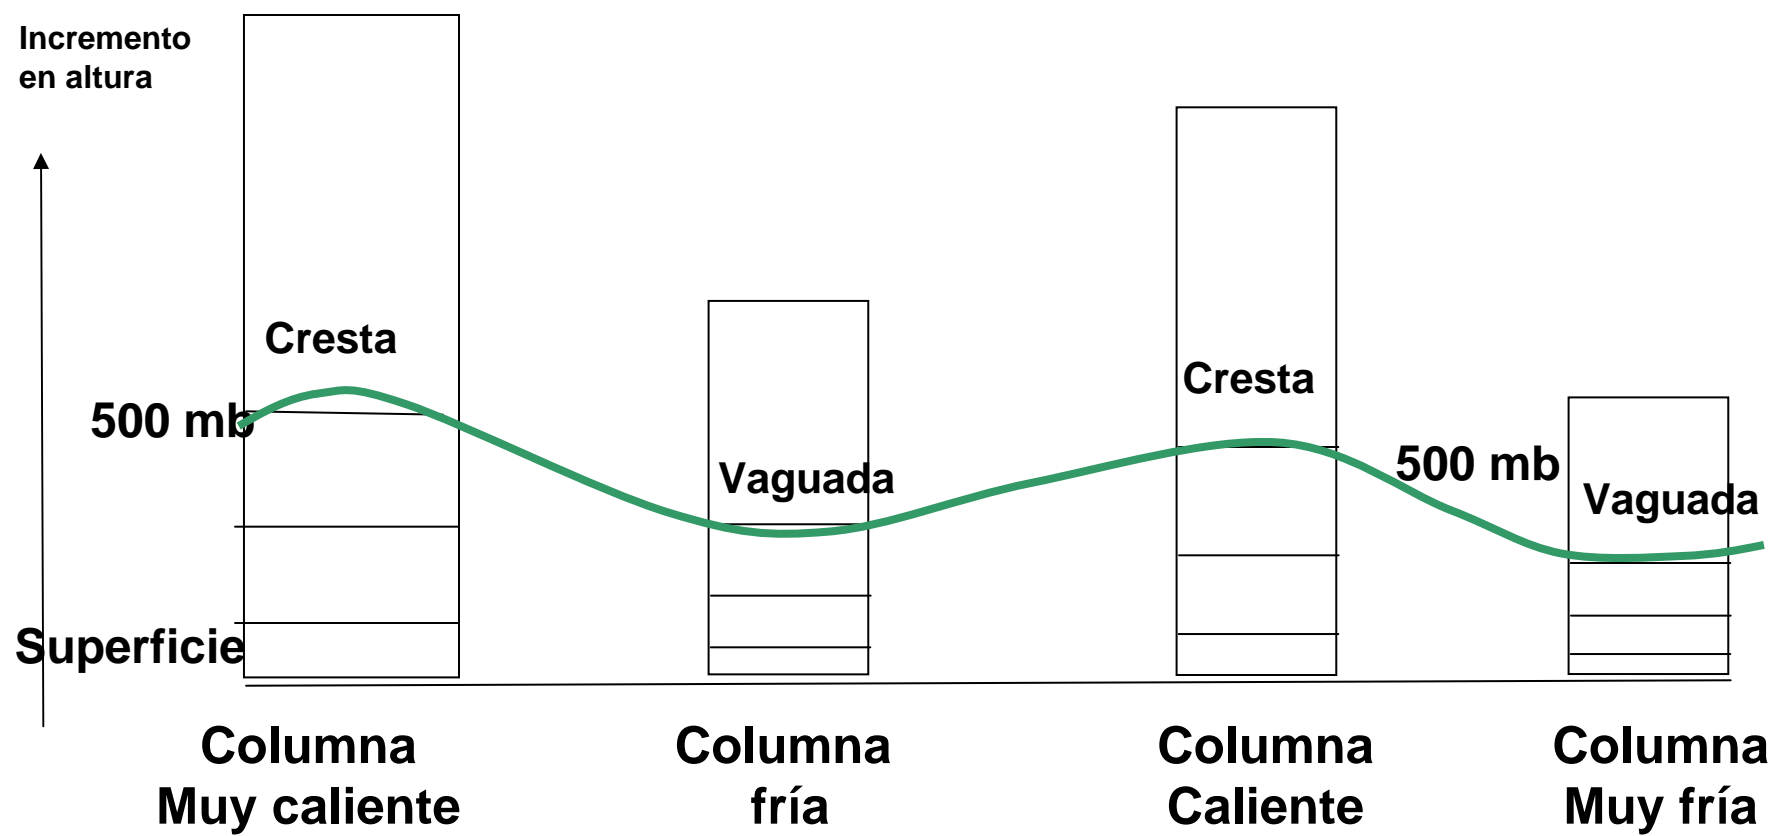 Incremento
en altura
Cresta
Cresta
500 mb
500 mb
Vaguada
Vaguada
Superficie
Columna
Muy caliente
Columna
fría
Columna
Caliente
Columna
Muy fría